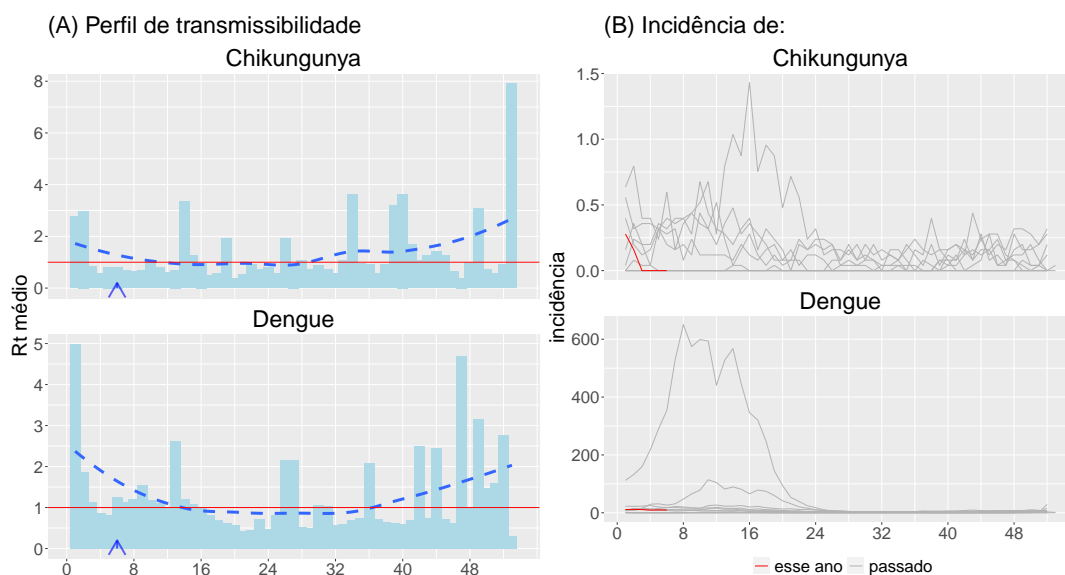 (A) Perfil de transmissibilidade
Chikungunya
8
6
4
2
0
Dengue
5
4
3
2
1
0
0 8 16 24 32 40 48
Rt médio
(B) Incidência de:
Chikungunya
1.5
1.0
0.5
0.0
Dengue
600
400
200
0
0 8 16 24 32 40 48
incidência
esse ano passado